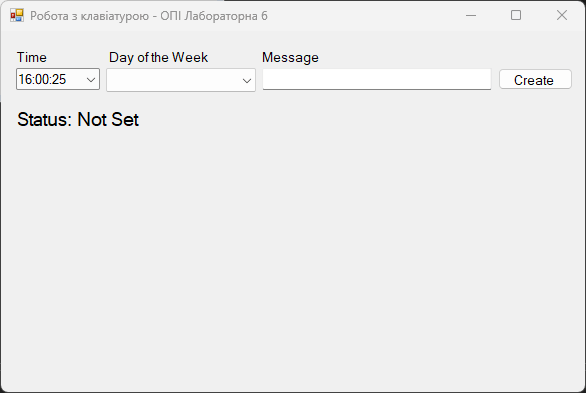 Робота з клавіатурою - ОПІ Лабораторна 6
Time Day of the Week Message
16:00:25 Create
Status: Not Set